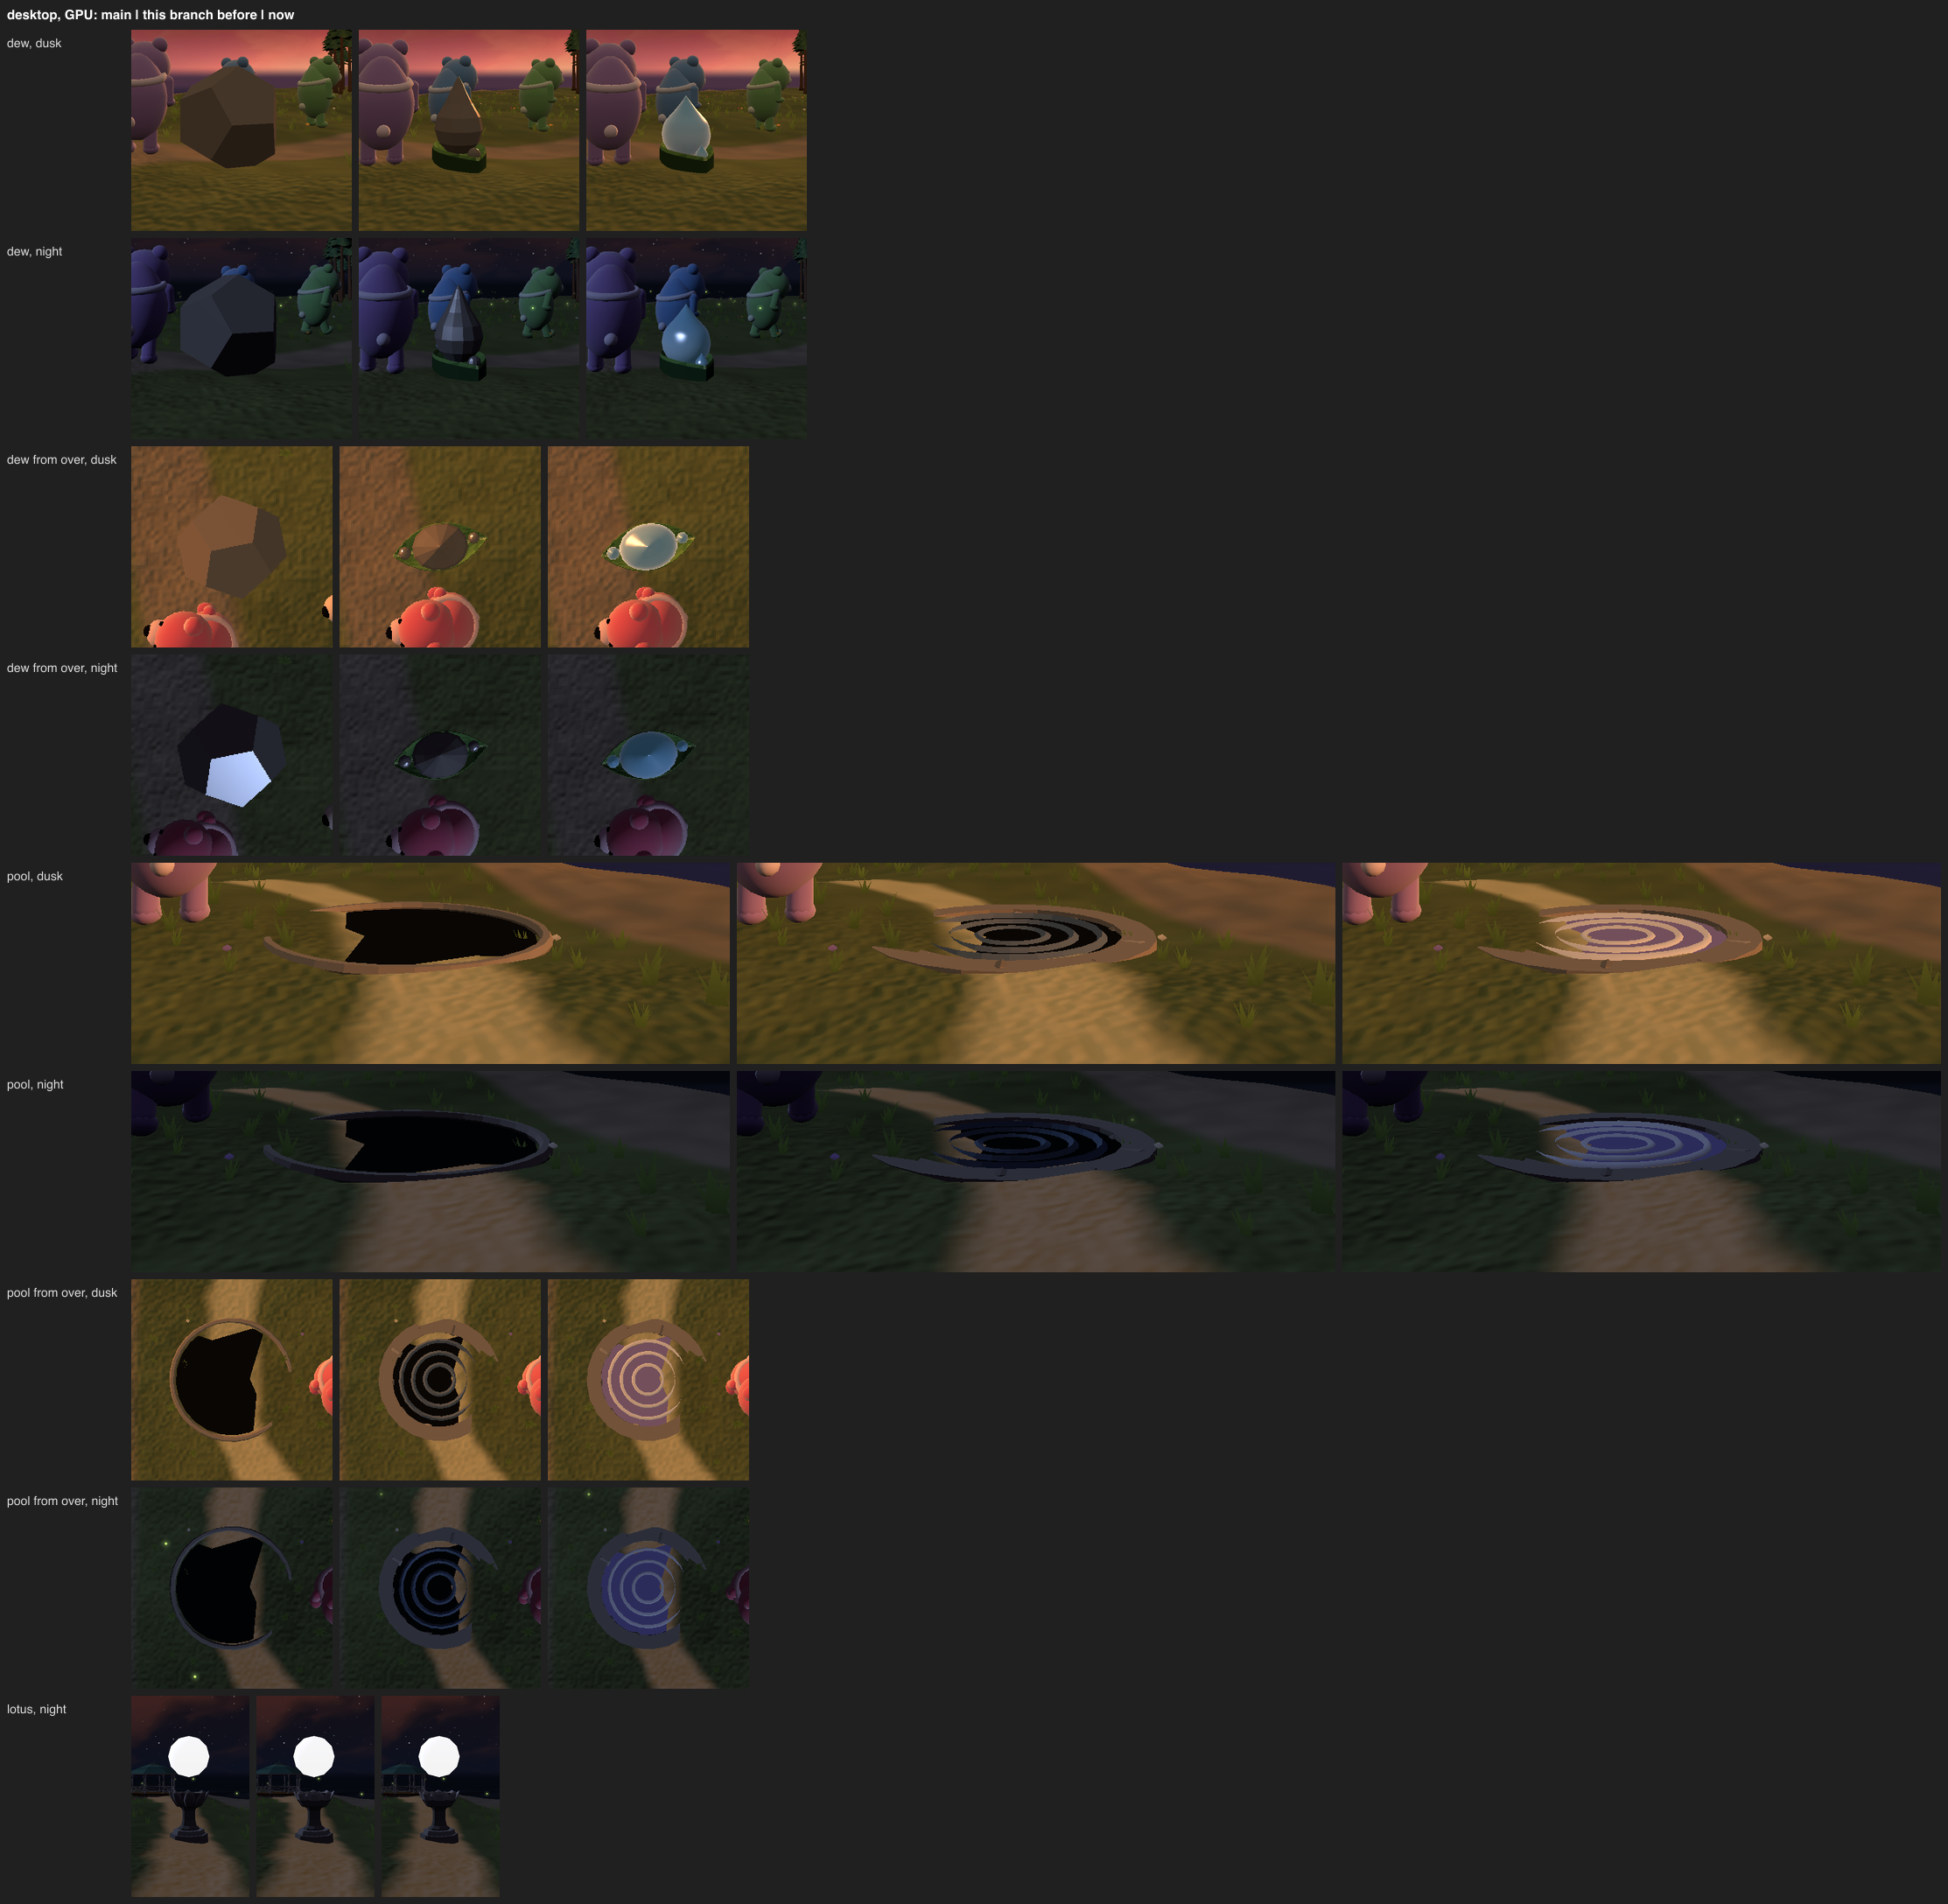 desktop, GPU: main | this branch before | now
dew, dusk
dew, night
dew from over, dusk
dew from over, night
pool, dusk
pool, night
pool from over, dusk
pool from over, night
lotus, night